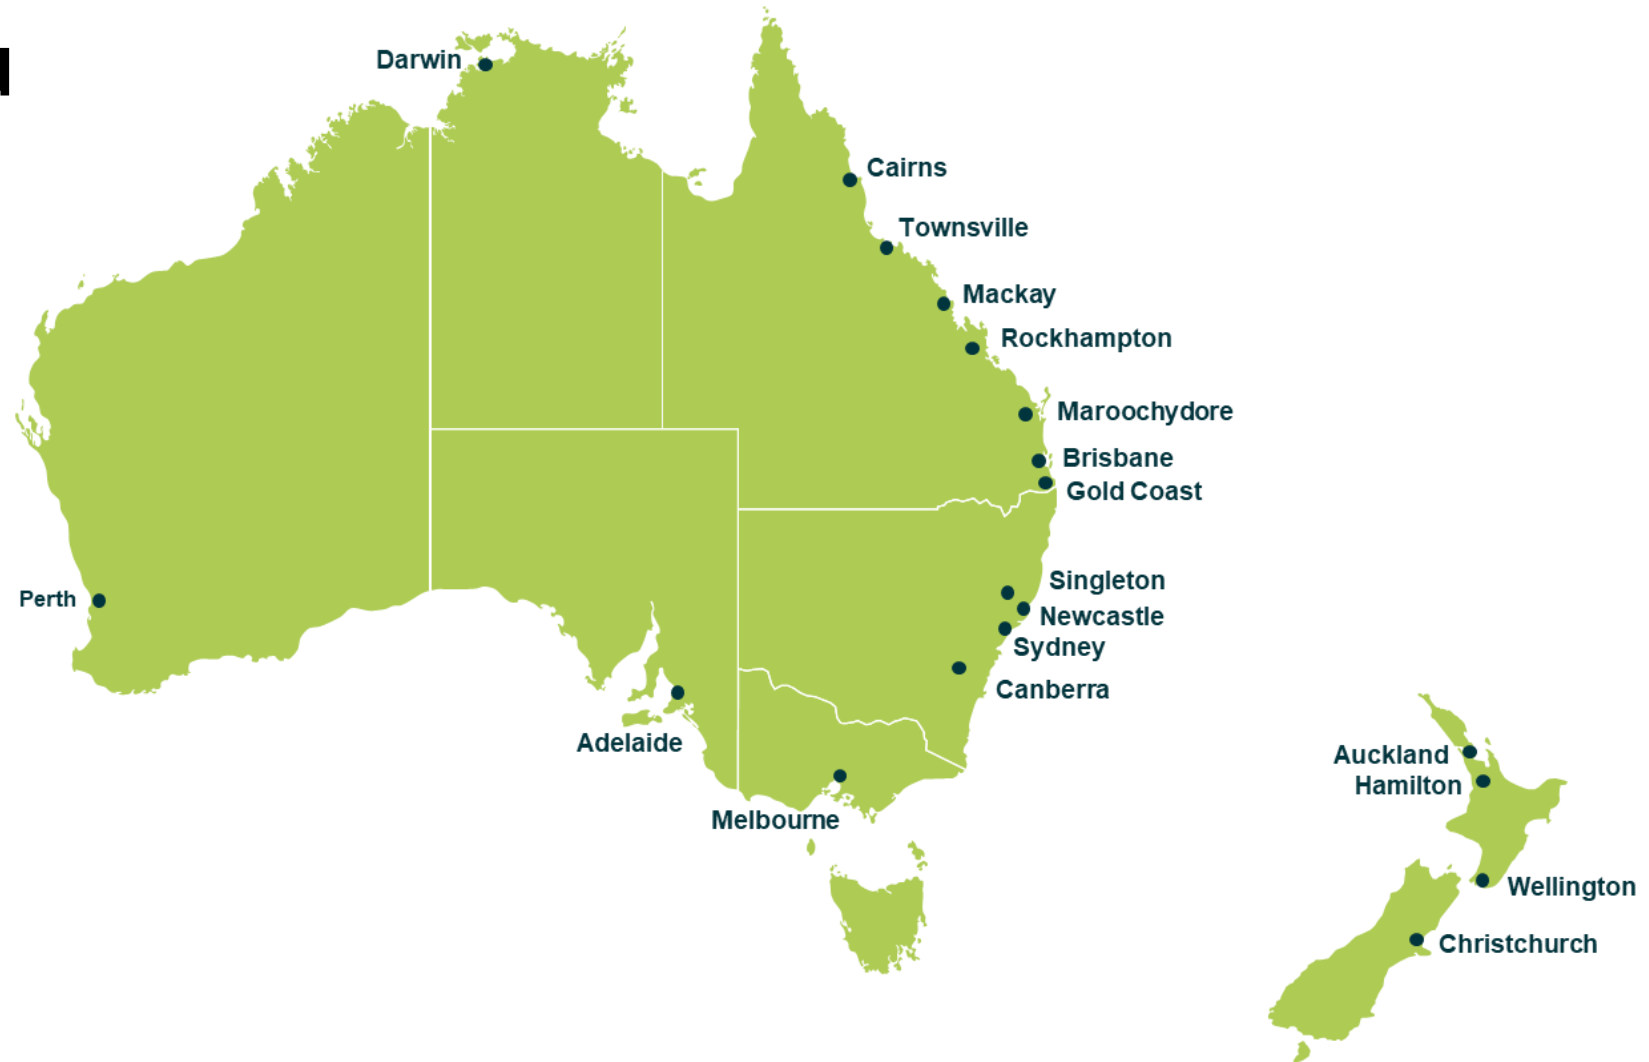 Darwin
Cairns
Townsville
Mackay
Rockhampton
Maroochydore
Brisbane
Gold Coast
Singleton
Perth
Newcastle
Sydney
Canberra
Adelaide
Auckland
Hamilton
Melbourne
Wellington
Christchurch